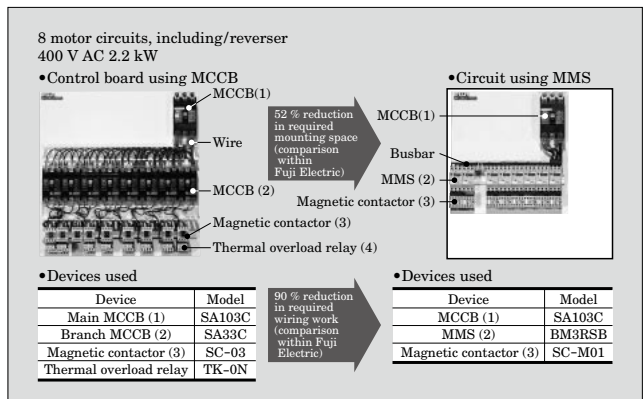 8 motor circuits, including/reverser
400 V AC 2.2 kW
•Control board using MCCB
MCCB(1)
Wire
MCCB (2)
Magnetic contactor (3)
Thermal overload relay (4)
52 % reduction
in required
mounting space
(comparison
within
Fuji Electric)
•Circuit using MMS
MCCB(1)
Busbar
MMS (2)
Magnetic contactor (3)
•Devices used
Device Model
Main MCCB (1) SA103C
Branch MCCB (2) SA33C
Magnetic contactor (3) SC-03
Thermal overload relay TK-0N
90 % reduction
in required
wiring work
(comparison
within Fuji
Electric)
•Devices used
Device Model
MCCB (1) SA103C
MMS (2) BM3RSB
Magnetic contactor (3) SC-M01